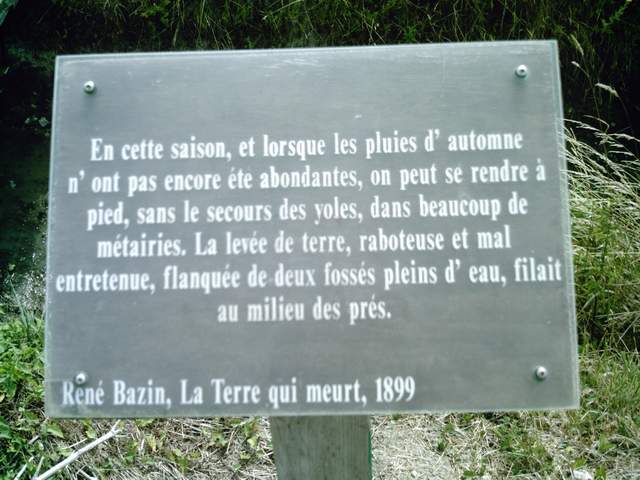 En cette saison, et lorsque les pluies d' automne
n' ont pas encore éte abondantes, on peut se rendre à
pied, sans le secours des yoles, dans beaucoup de
métairies. La levée de terre, raboteuse et mal
entretenue, flanquée de deux fossés pleins d' eau, filait
au milieu des prés.
René Bazin, La Terre qui meurt, 1899